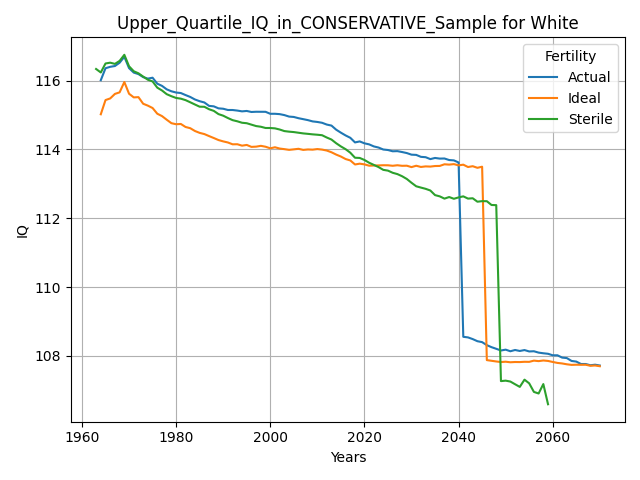 Upper_Quartile_IQ_in_CONSERVATIVE_Sample for White
Fertility
Actual
Ideal
Sterile
IQ
116
114
112
110
108
1960 1980 2000 2020 2040 2060
Years